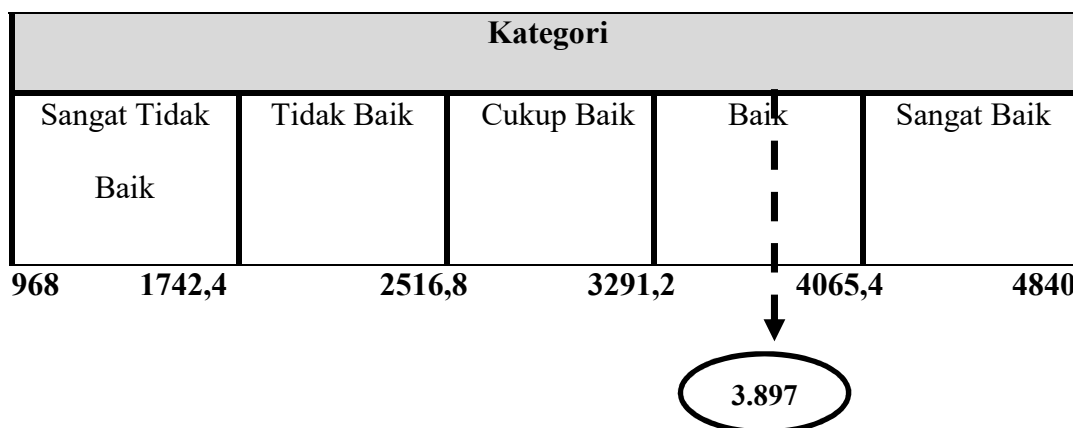 Kategori
Sangat Tidak Baik Tidak Baik Cukup Baik Baik Sangat Baik
968 1742,4 2516,8 3291,2 4065,4 4840
3.897